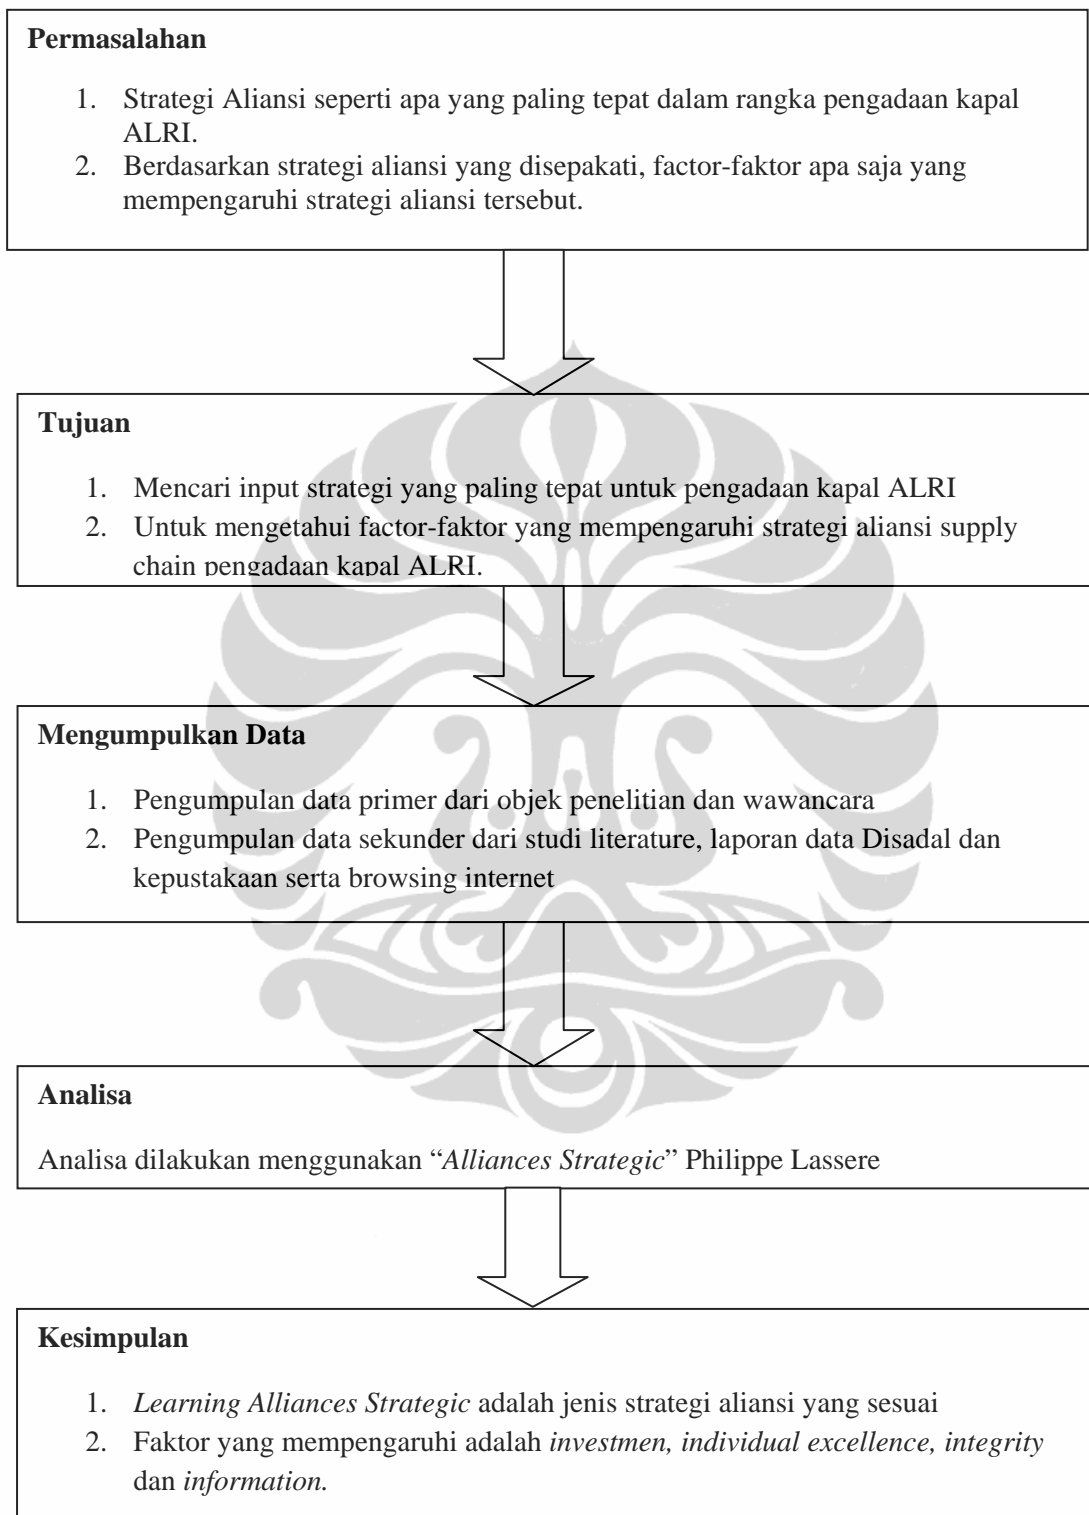 Permasalahan
1. Strategi Aliansi seperti apa yang paling tepat dalam rangka pengadaan kapal
ALRI.
2. Berdasarkan strategi aliansi yang disepakati, factor-faktor apa saja yang
mempengaruhi strategi aliansi tersebut.
Tujuan
1. Mencari input strategi yang paling tepat untuk pengadaan kapal ALRI
2. Untuk mengetahui factor-faktor yang mempengaruhi strategi aliansi supply
chain pengadaan kapal ALRI.
Mengumpulkan Data
1. Pengumpulan data primer dari objek penelitian dan wawancara
2. Pengumpulan data sekunder dari studi literature, laporan data Disadal dan
kepustakaan serta browsing internet
Analisa
Analisa dilakukan menggunakan “Alliances Strategic” Philippe Lassere
Kesimpulan
1. Learning Alliances Strategic adalah jenis strategi aliansi yang sesuai
2. Faktor yang mempengaruhi adalah investmen, individual excellence, integrity
dan information.